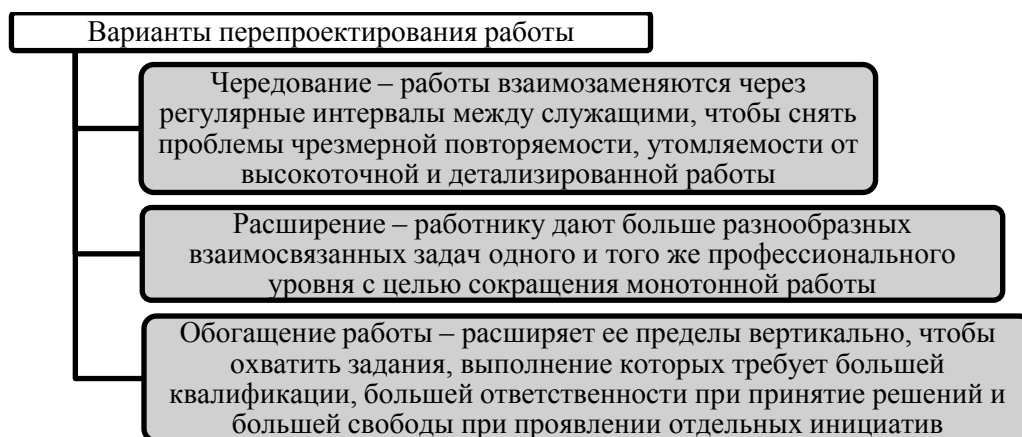 Варианты перепроектирования работы
Чередование – работы взаимозаменяются через
регулярные интервалы между служащими, чтобы снять
проблемы чрезмерной повторяемости, утомляемости от
высокоточной и детализированной работы
Расширение – работнику дают больше разнообразных
взаимосвязанных задач одного и того же профессионального
уровня с целью сокращения монотонной работы
Обогащение работы – расширяет ее пределы вертикально, чтобы
охватить задания, выполнение которых требует большей
квалификации, большей ответственности при принятие решений и
большей свободы при проявлении отдельных инициатив